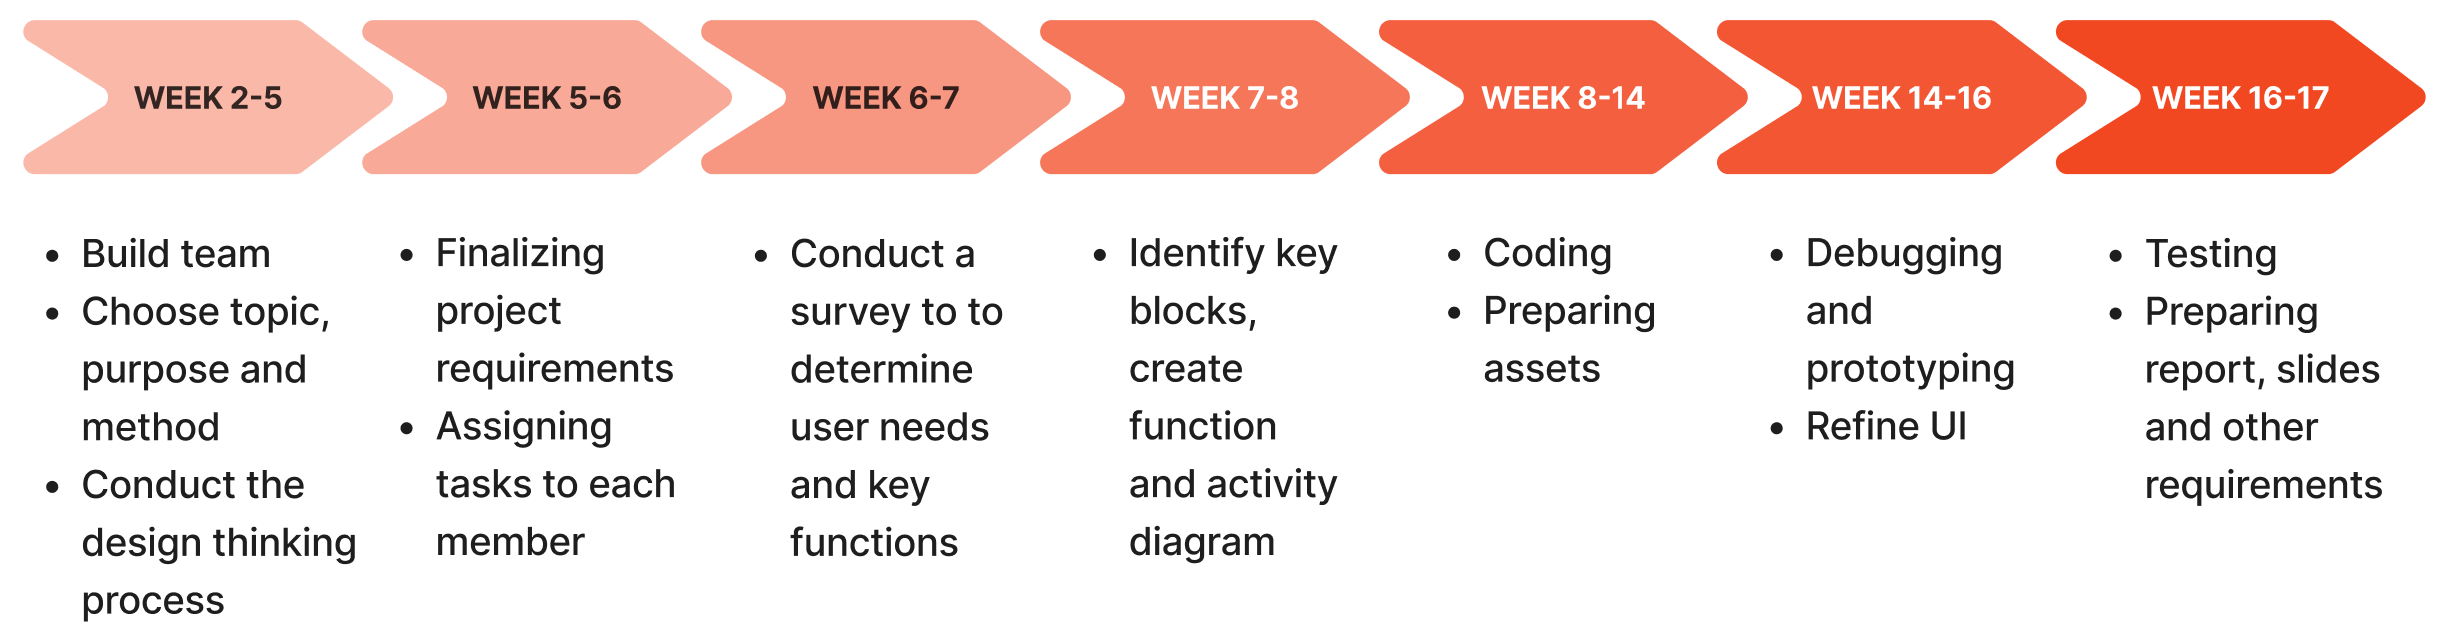 WEEK 2-5
WEEK 5-6
WEEK 6-7
WEEK 7-8
WEEK 8-14
WEEK 14-16
WEEK 16-17
• Build team
• Choose topic,
purpose and
method
• Conduct the
design thinking
process
• Finalizing
project
requirements
• Assigning
tasks to each
member
• Conduct a
survey to to
determine
user needs
and key
functions
• Identify key
blocks,
create
function
and activity
diagram
• Coding
• Preparing
assets
• Debugging
and
prototyping
• Refine UI
• Testing
• Preparing
report, slides
and other
requirements